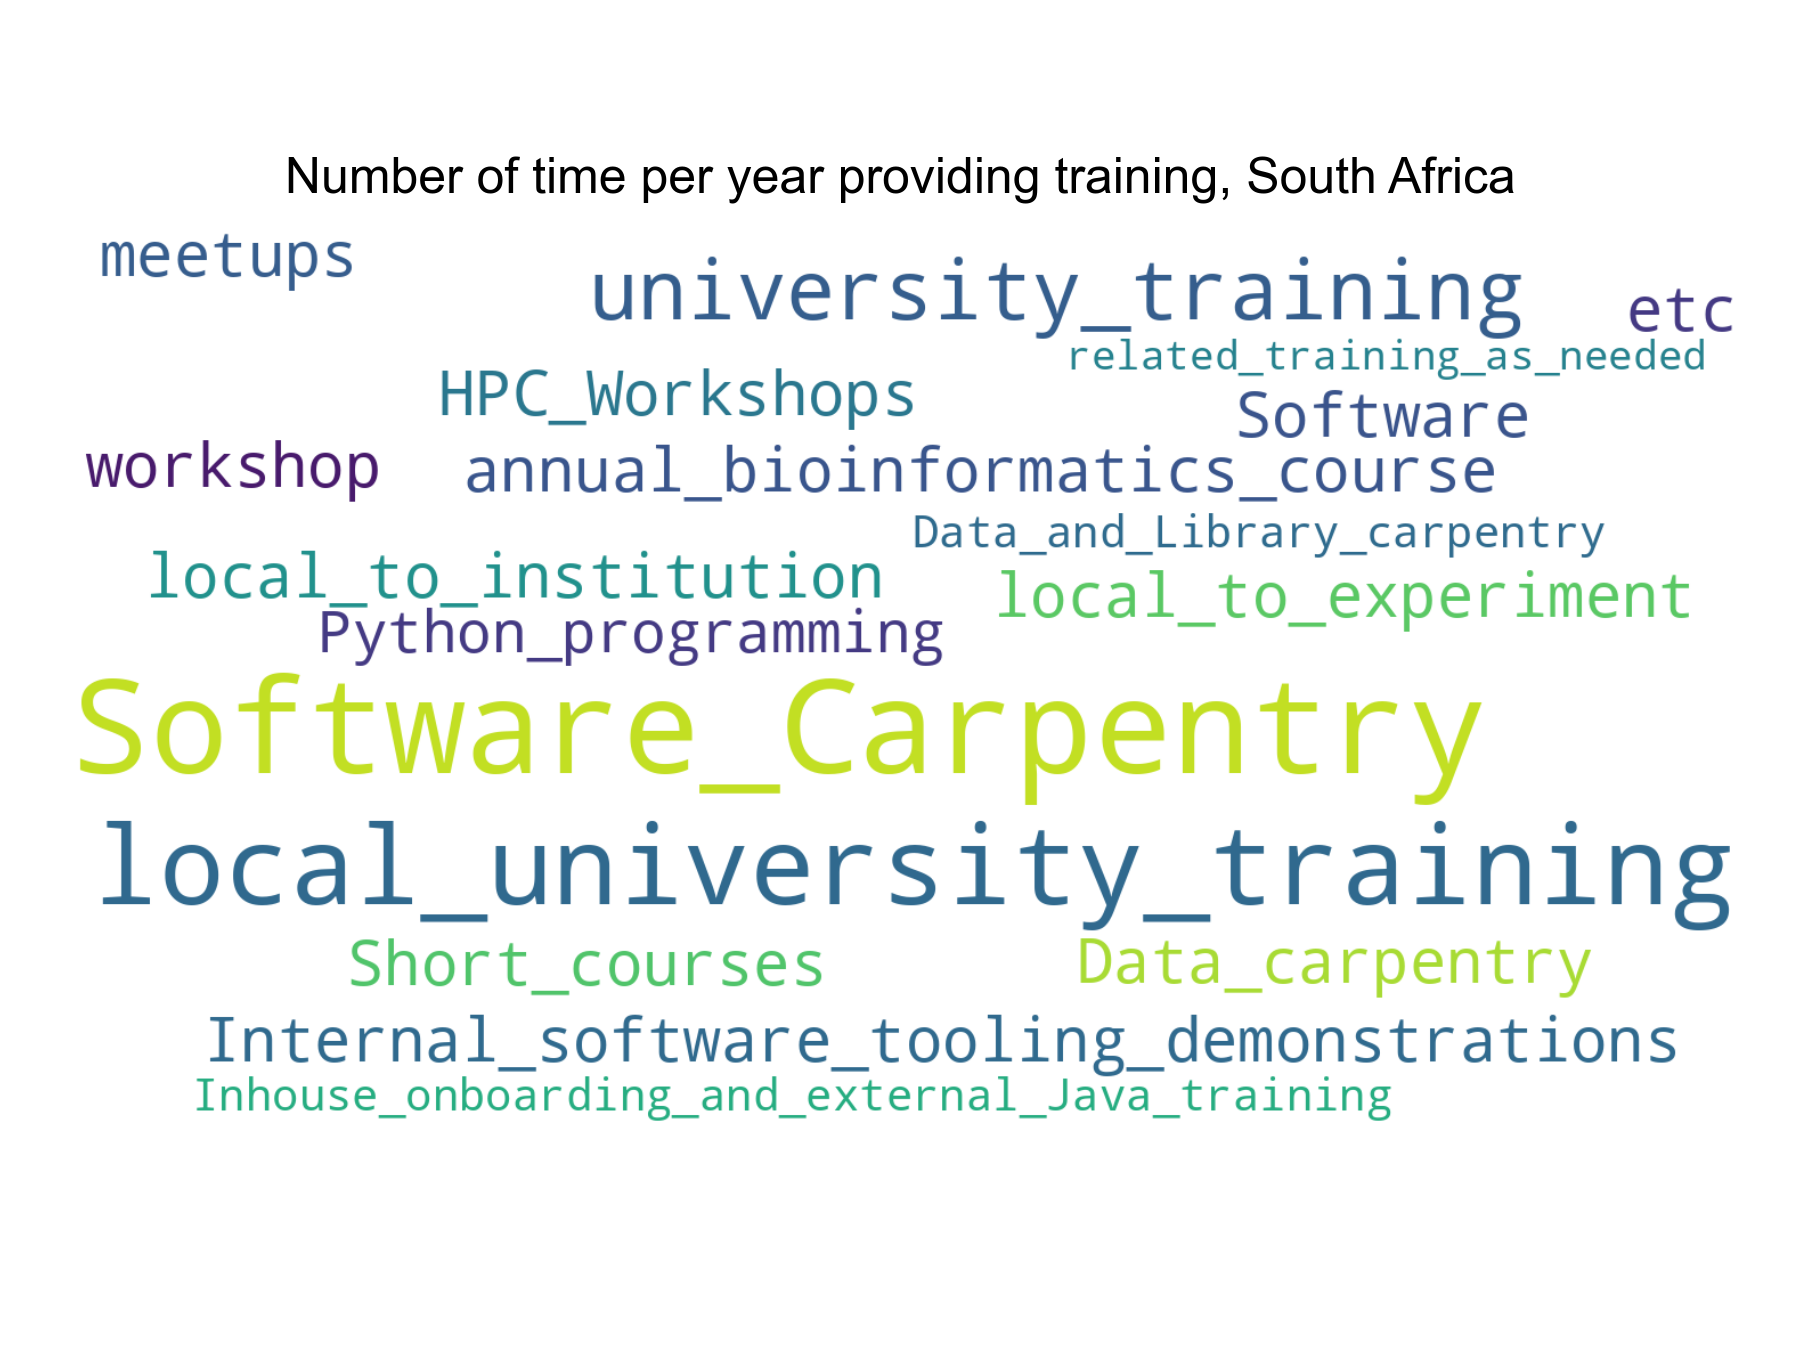 Number of time per year providing training, South Africa
meetups
university_training
etc
related_training_as_needed
HPC_Workshops
Software
workshop
annual_bioinformatics_course
Data_and_Library_carpentry
local_to_institution
local_to_experiment
Python_programming
Software_Carpentry
local_university_training
Short_courses
Data_carpentry
Internal_software_tooling_demonstrations
Inhouse_onboarding_and_external_Java_training